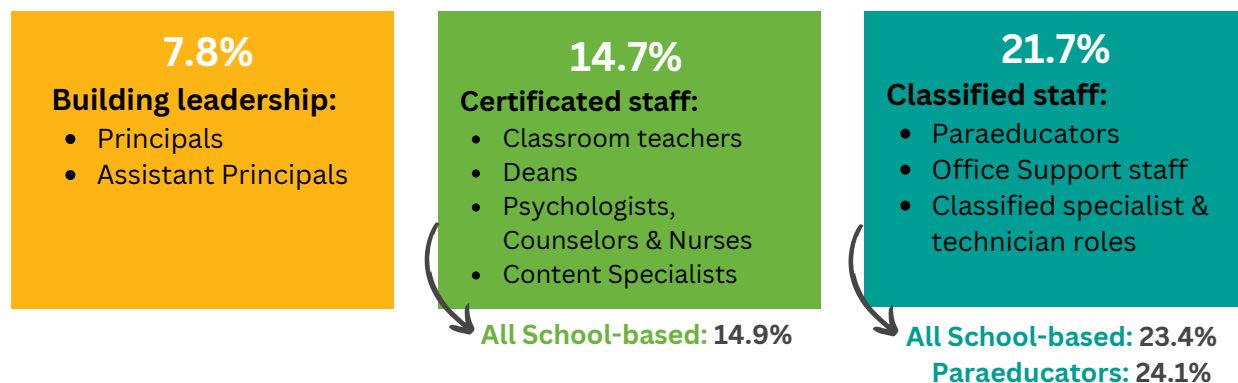 7.8%
Building leadership:
• Principals
• Assistant Principals
14.7%
Certificated staff:
• Classroom teachers
• Deans
• Psychologists,
Counselors & Nurses
• Content Specialists
All School-based: 14.9%
21.7%
Classified staff:
• Paraeducators
• Office Support staff
• Classified specialist &
technician roles
All School-based: 23.4%
Paraeducators: 24.1%